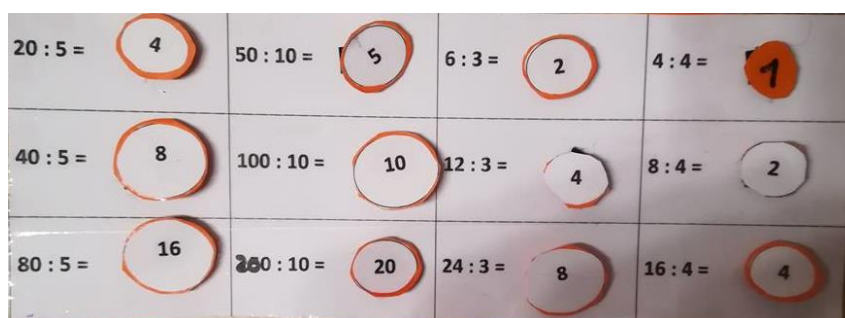 20 : 5 = 4 50 : 10 = 5 6 : 3 = 2 4 : 4 = 1
40 : 5 = 8 100 : 10 = 10 12 : 3 = 4 8 : 4 = 2
80 : 5 = 16 200 : 10 = 20 24 : 3 = 8 16 : 4 = 4